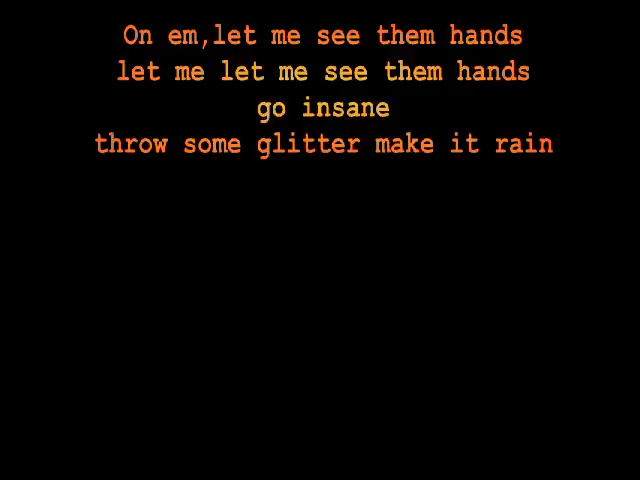 On em,let me see them hands
let me let me see them hands
go insane
throw some glitter make it rain